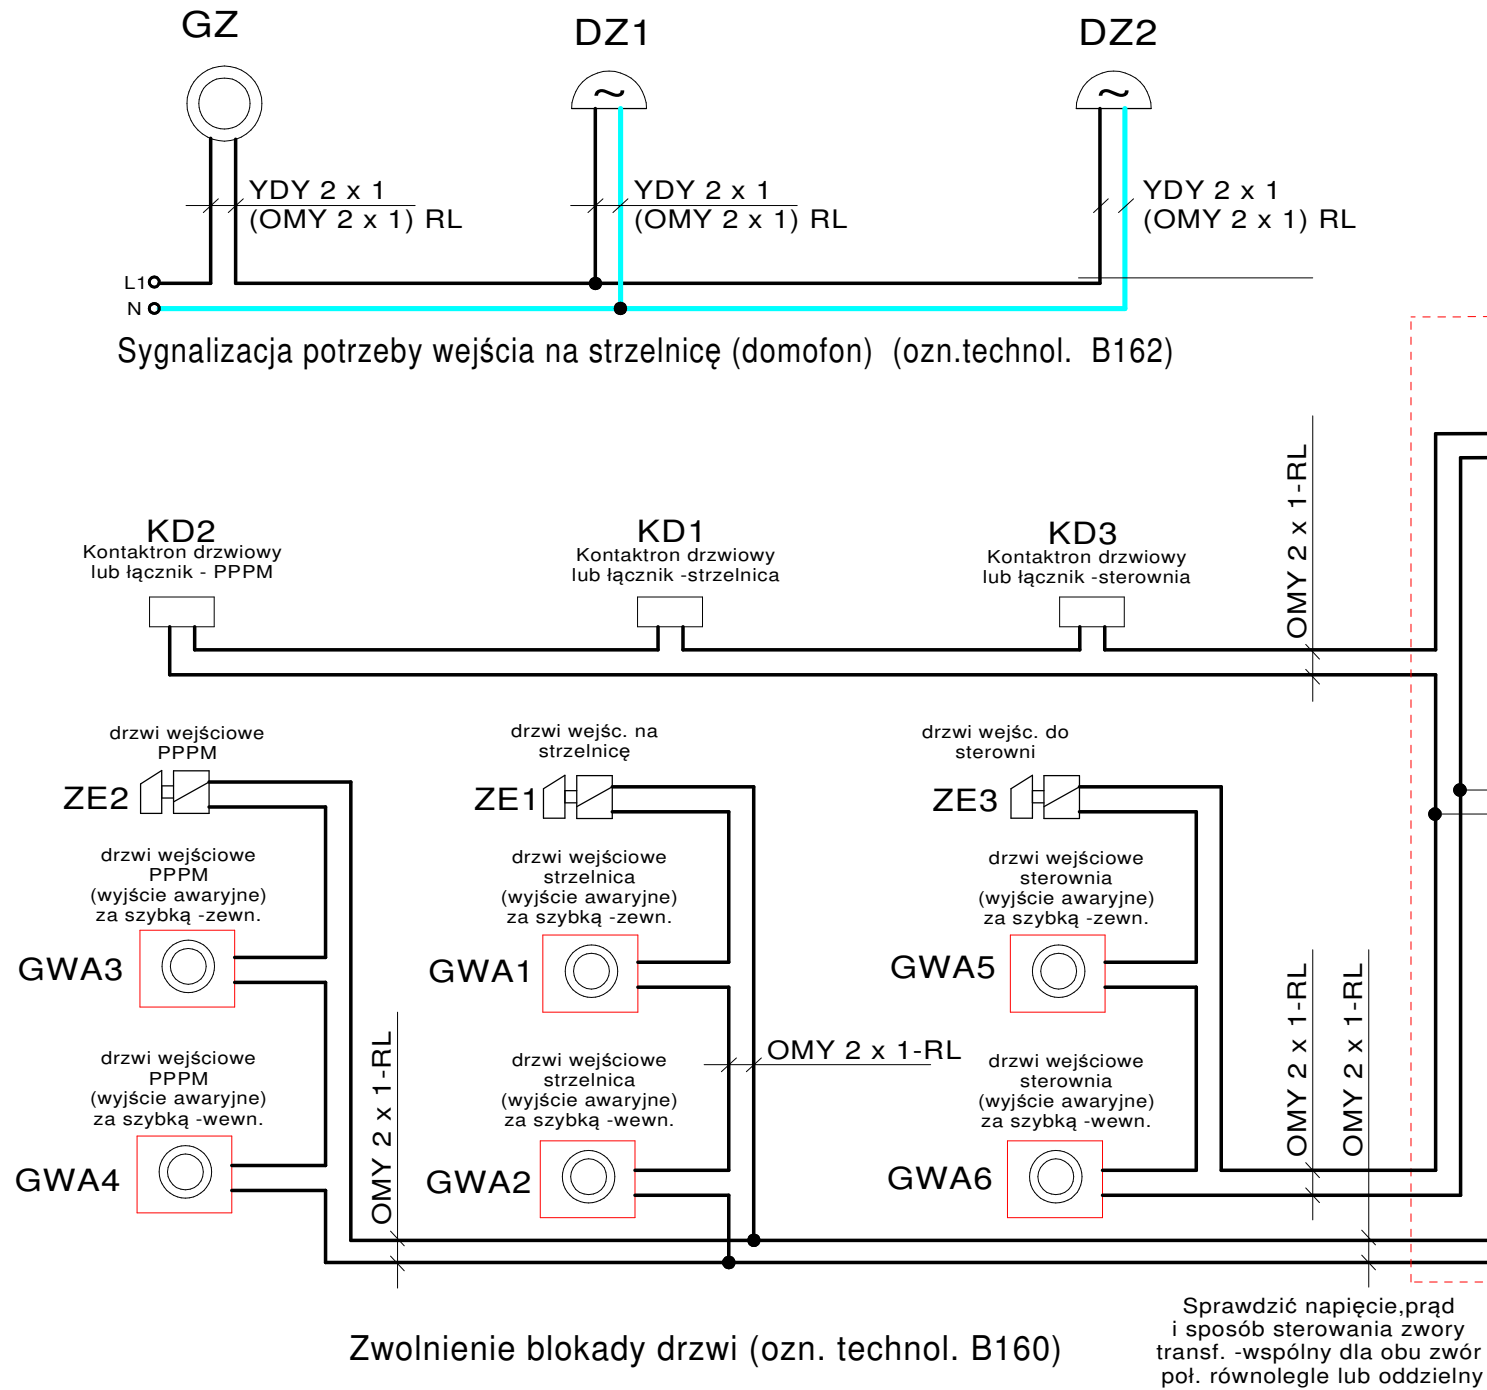 GZ
DZ1
DZ2
YDY 2 x 1
(OMY 2 x 1) RL
YDY 2 x 1
(OMY 2 x 1) RL
YDY 2 x 1
(OMY 2 x 1) RL
L1
N
Sygnalizacja potrzeby wejścia na strzelnicę (domofon) (ozn.technol. B162)
KD2
Kontaktron drzwiowy
lub łącznik - PPPM
KD1
Kontaktron drzwiowy
lub łącznik -strzelnica
KD3
Kontaktron drzwiowy
lub łącznik -sterownia
OMY 2 x 1-RL
drzwi wejściowe
PPPM
ZE2
drzwi wejśc. na
strzelnicę
ZE1
drzwi wejśc. do
sterowni
ZE3
drzwi wejściowe
PPPM
(wyjście awaryjne)
za szybką -zewn.
GWA3
drzwi wejściowe
strzelnica
(wyjście awaryjne)
za szybką -zewn.
GWA1
drzwi wejściowe
sterownia
(wyjście awaryjne)
za szybką -zewn.
GWA5
drzwi wejściowe
PPPM
(wyjście awaryjne)
za szybką -wewn.
GWA4
OMY 2 x 1-RL
drzwi wejściowe
strzelnica
(wyjście awaryjne)
za szybką -wewn.
GWA2
OMY 2 x 1-RL
drzwi wejściowe
sterownia
(wyjście awaryjne)
za szybką -wewn.
GWA6
OMY 2 x 1-RL
OMY 2 x 1-RL
Zwolnienie blokady drzwi (ozn. technol. B160)
Sprawdzić napięcie,prąd
i sposób sterowania zwory
transf. -wspólny dla obu zwór
poł. równolegle lub oddzielny